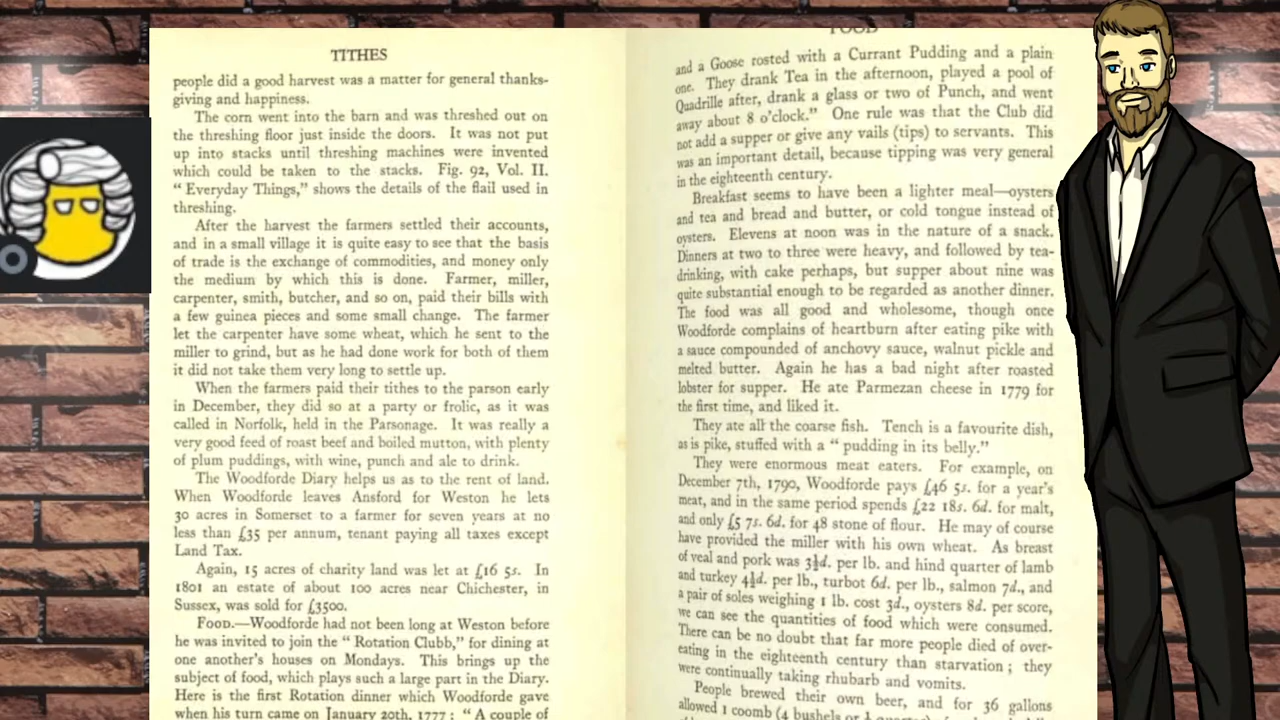 TITHES
people did a good harvest was a matter for general thanks-
giving and happiness.
The corn went into the barn and was threshed out on
the threshing floor just inside the doors. It was not put
up into stacks until threshing machines were invented
which could be taken to the stacks. Fig. 92, Vol. II.
“ Everyday Things,” shows the details of the flail used in
threshing.
After the harvest the farmers settled their accounts,
and in a small village it is quite easy to see that the basis
of trade is the exchange of commodities, and money only
the medium by which this is done. Farmer, miller,
carpenter, smith, butcher, and so on, paid their bills with
a few guinea pieces and some small change. The farmer
let the carpenter have some wheat, which he sent to the
miller to grind, but as he had done work for both of them
it did not take them very long to settle up.
When the farmers paid their tithes to the parson early
in December, they did so at a party or frolic, as it was
called in Norfolk, held in the Parsonage. It was really a
very good feed of roast beef and boiled mutton, with plenty
of plum puddings, with wine, punch and ale to drink.
The Woodforde Diary helps us as to the rent of land.
When Woodforde leaves Ansford for Weston he lets
30 acres in Somerset to a farmer for seven years at no
less than £35 per annum, tenant paying all taxes except
Land Tax.
Again, 15 acres of charity land was let at £16 5s. In
1801 an estate of about 100 acres near Chichester, in
Sussex, was sold for £3500.
FOOD.—Woodforde had not been long at Weston before
he was invited to join the “ Rotation Clubb,” for dining at
one another's houses on Mondays. This brings up the
subject of food, which plays such a large part in the Diary.
Here is the first Rotation dinner which Woodforde gave
when his turn came on January 20th, 1777 : “ A couple of
FOOD
and a Goose rosted with a Currant Pudding and a plain
one. They drank Tea in the afternoon, played a pool of
Quadrille after, drank a glass or two of Punch, and went
away about 8 o'clock.” One rule was that the Club did
not add a supper or give any vails (tips) to servants. This
was an important detail, because tipping was very general
in the eighteenth century.
Breakfast seems to have been a lighter meal—oysters
and tea and bread and butter, or cold tongue instead of
oysters. Elevens at noon was in the nature of a snack.
Dinners at two to three were heavy, and followed by tea-
drinking, with cake perhaps, but supper about nine was
quite substantial enough to be regarded as another dinner.
The food was all good and wholesome, though once
Woodforde complains of heartburn after eating pike with
a sauce compounded of anchovy sauce, walnut pickle and
melted butter. Again he has a bad night after roasted
lobster for supper. He ate Parmezan cheese in 1779 for
the first time, and liked it.
They ate all the coarse fish. Tench is a favourite dish,
as is pike, stuffed with a “ pudding in its belly.”
They were enormous meat eaters. For example, on
December 7th, 1790, Woodforde pays £46 5s. for a year's
meat, and in the same period spends £22 18s. 6d. for malt,
and only £5 7s. 6d. for 48 stone of flour. He may of course
have provided the miller with his own wheat. As breast
of veal and pork was 3½d. per lb. and hind quarter of lamb
and turkey 4½d. per lb., turbot 6d. per lb., salmon 7d., and
a pair of soles weighing 1 lb. cost 3d., oysters 8d. per score,
we can see the quantities of food which were consumed.
There can be no doubt that far more people died of over-
eating in the eighteenth century than starvation ; they
were continually taking rhubarb and vomits.
People brewed their own beer, and for 36 gallons
allowed 1 coomb (4 bushels or